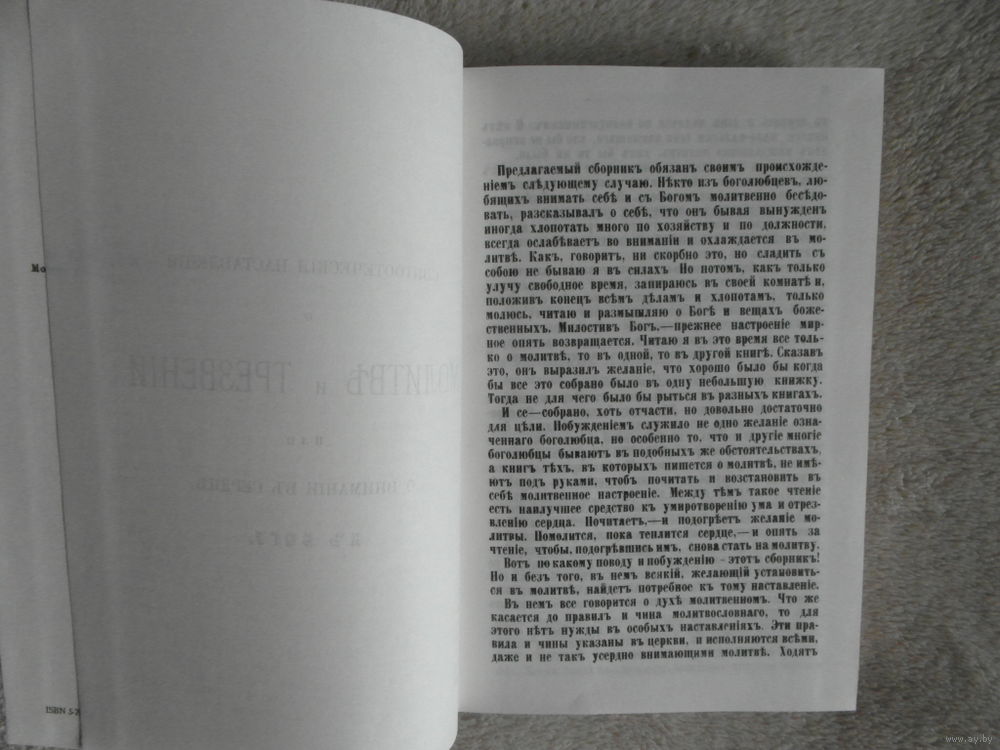 Мо
ISBN 5-7
Предлагаемый сборникъ обязанъ своимъ происхожде-
ніемъ слѣдующему случаю. Нѣкто изъ боголюбцевъ, лю-
бящихъ внимать себѣ и съ Богомъ молитвенно бесѣдо-
вать, разсказывалъ о себѣ, что онъ бывая вынужденъ
иногда хлопотать много по хозяйству и по должности,
всегда ослабѣваетъ во вниманіи и охлаждается въ мо-
литвѣ. Какъ, говоритъ, ни скорбно это, но сладить съ
собою не бываю я въ силахъ Но потомъ, какъ только
улучу свободное время, запираюсь въ своей комнатѣ и,
положивъ конецъ всѣмъ дѣламъ и хлопотамъ, только
молюсь, читаю и размышляю о Богѣ и вещахъ боже-
ственныхъ. Милостивъ Богъ,—прежнее настроеніе мир-
ное опять возвращается. Читаю я въ это время все толь-
ко о молитвѣ, то въ одной, то въ другой книгѣ. Сказавъ
это, онъ выразилъ желаніе, что хорошо было бы когда
бы все это собрано было въ одну небольшую книжку.
Тогда не для чего было бы рыться въ разныхъ книгахъ.
И се—собрано, хоть отчасти, но довольно достаточно
для цѣли. Побужденіемъ служило не одно желаніе озна-
ченнаго боголюбца, но особенно то, что и другіе многіе
боголюбцы бываютъ въ подобныхъ же обстоятельствахъ,
а книгъ тѣхъ, въ которыхъ пишется о молитвѣ, не имѣ-
ютъ подъ руками, чтобъ почитать и возстановить въ
себѣ молитвенное настроеніе. Между тѣмъ такое чтеніе
есть наилучшее средство къ умиротворенію ума и отрез-
вленію сердца. Почитаетъ,—и подогрѣетъ желаніе мо-
литвы. Помолится, пока теплится сердце,—и опять за
чтеніе, чтобы, подогрѣвшись имъ, снова стать на молитву.
Вотъ по какому поводу и побужденію – этотъ сборникъ!
Но и безъ того, въ немъ всякій, желающій установить-
ся въ молитвѣ, найдетъ потребное къ тому наставленіе.
Въ немъ все говорится о духѣ молитвенномъ. Что же
касается до правилъ и чина молитвословнаго, то для
этого нѣтъ нужды въ особыхъ наставленіяхъ. Эти пра-
вила и чины указаны въ церкви, и исполняются всѣми,
даже и не такъ усердно внимающими молитвѣ. Ходятъ
www.ay.by